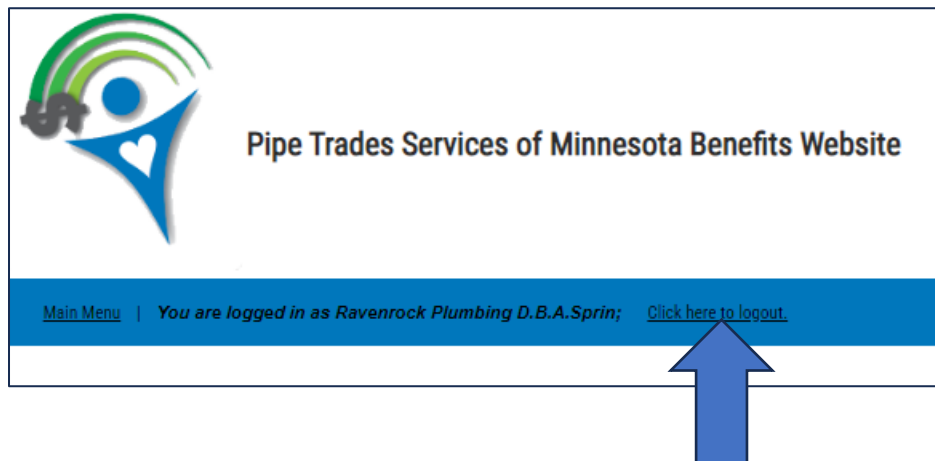 Pipe Trades Services of Minnesota Benefits Website
Main Menu | You are logged in as Ravenrock Plumbing D.B.A.Sprin; Click here to logout.